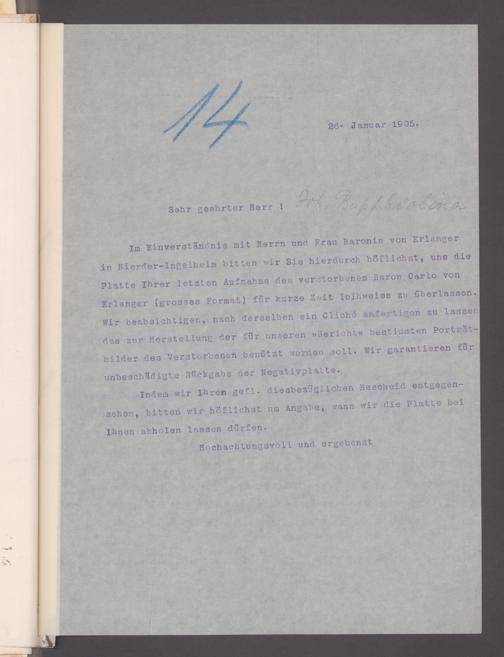 14
26. Januar 1905.
Sehr geehrter Herr !
Im Einverständnis mit Herrn und Frau Baronin von Erlanger
in Nierder-Ingelheim bitten wir Sie hierdurch höflichst, uns die
Platte Ihrer letzten Aufnahme des verstorbenen Baron Carlo von
Erlanger (grosses Format) für kurze Zeit leihweise zu überlassen.
Wir beabsichtigen, nach derselben ein Cliché anfertigen zu lassen
das zur Herstellung der für unseren »Bericht« bestimmten Porträt-
bilder des Verstorbenen benützt werden soll. Wir garantieren für
unbeschädigte Rückgabe der Negativplatte.
Indem wir Ihren gefl. diesbezüglichen Bescheid entgegen-
sehen, bitten wir höflichst um Angabe, wann wir die Platte bei
Ihnen abholen lassen dürfen.
Hochachtungsvoll und ergebenst